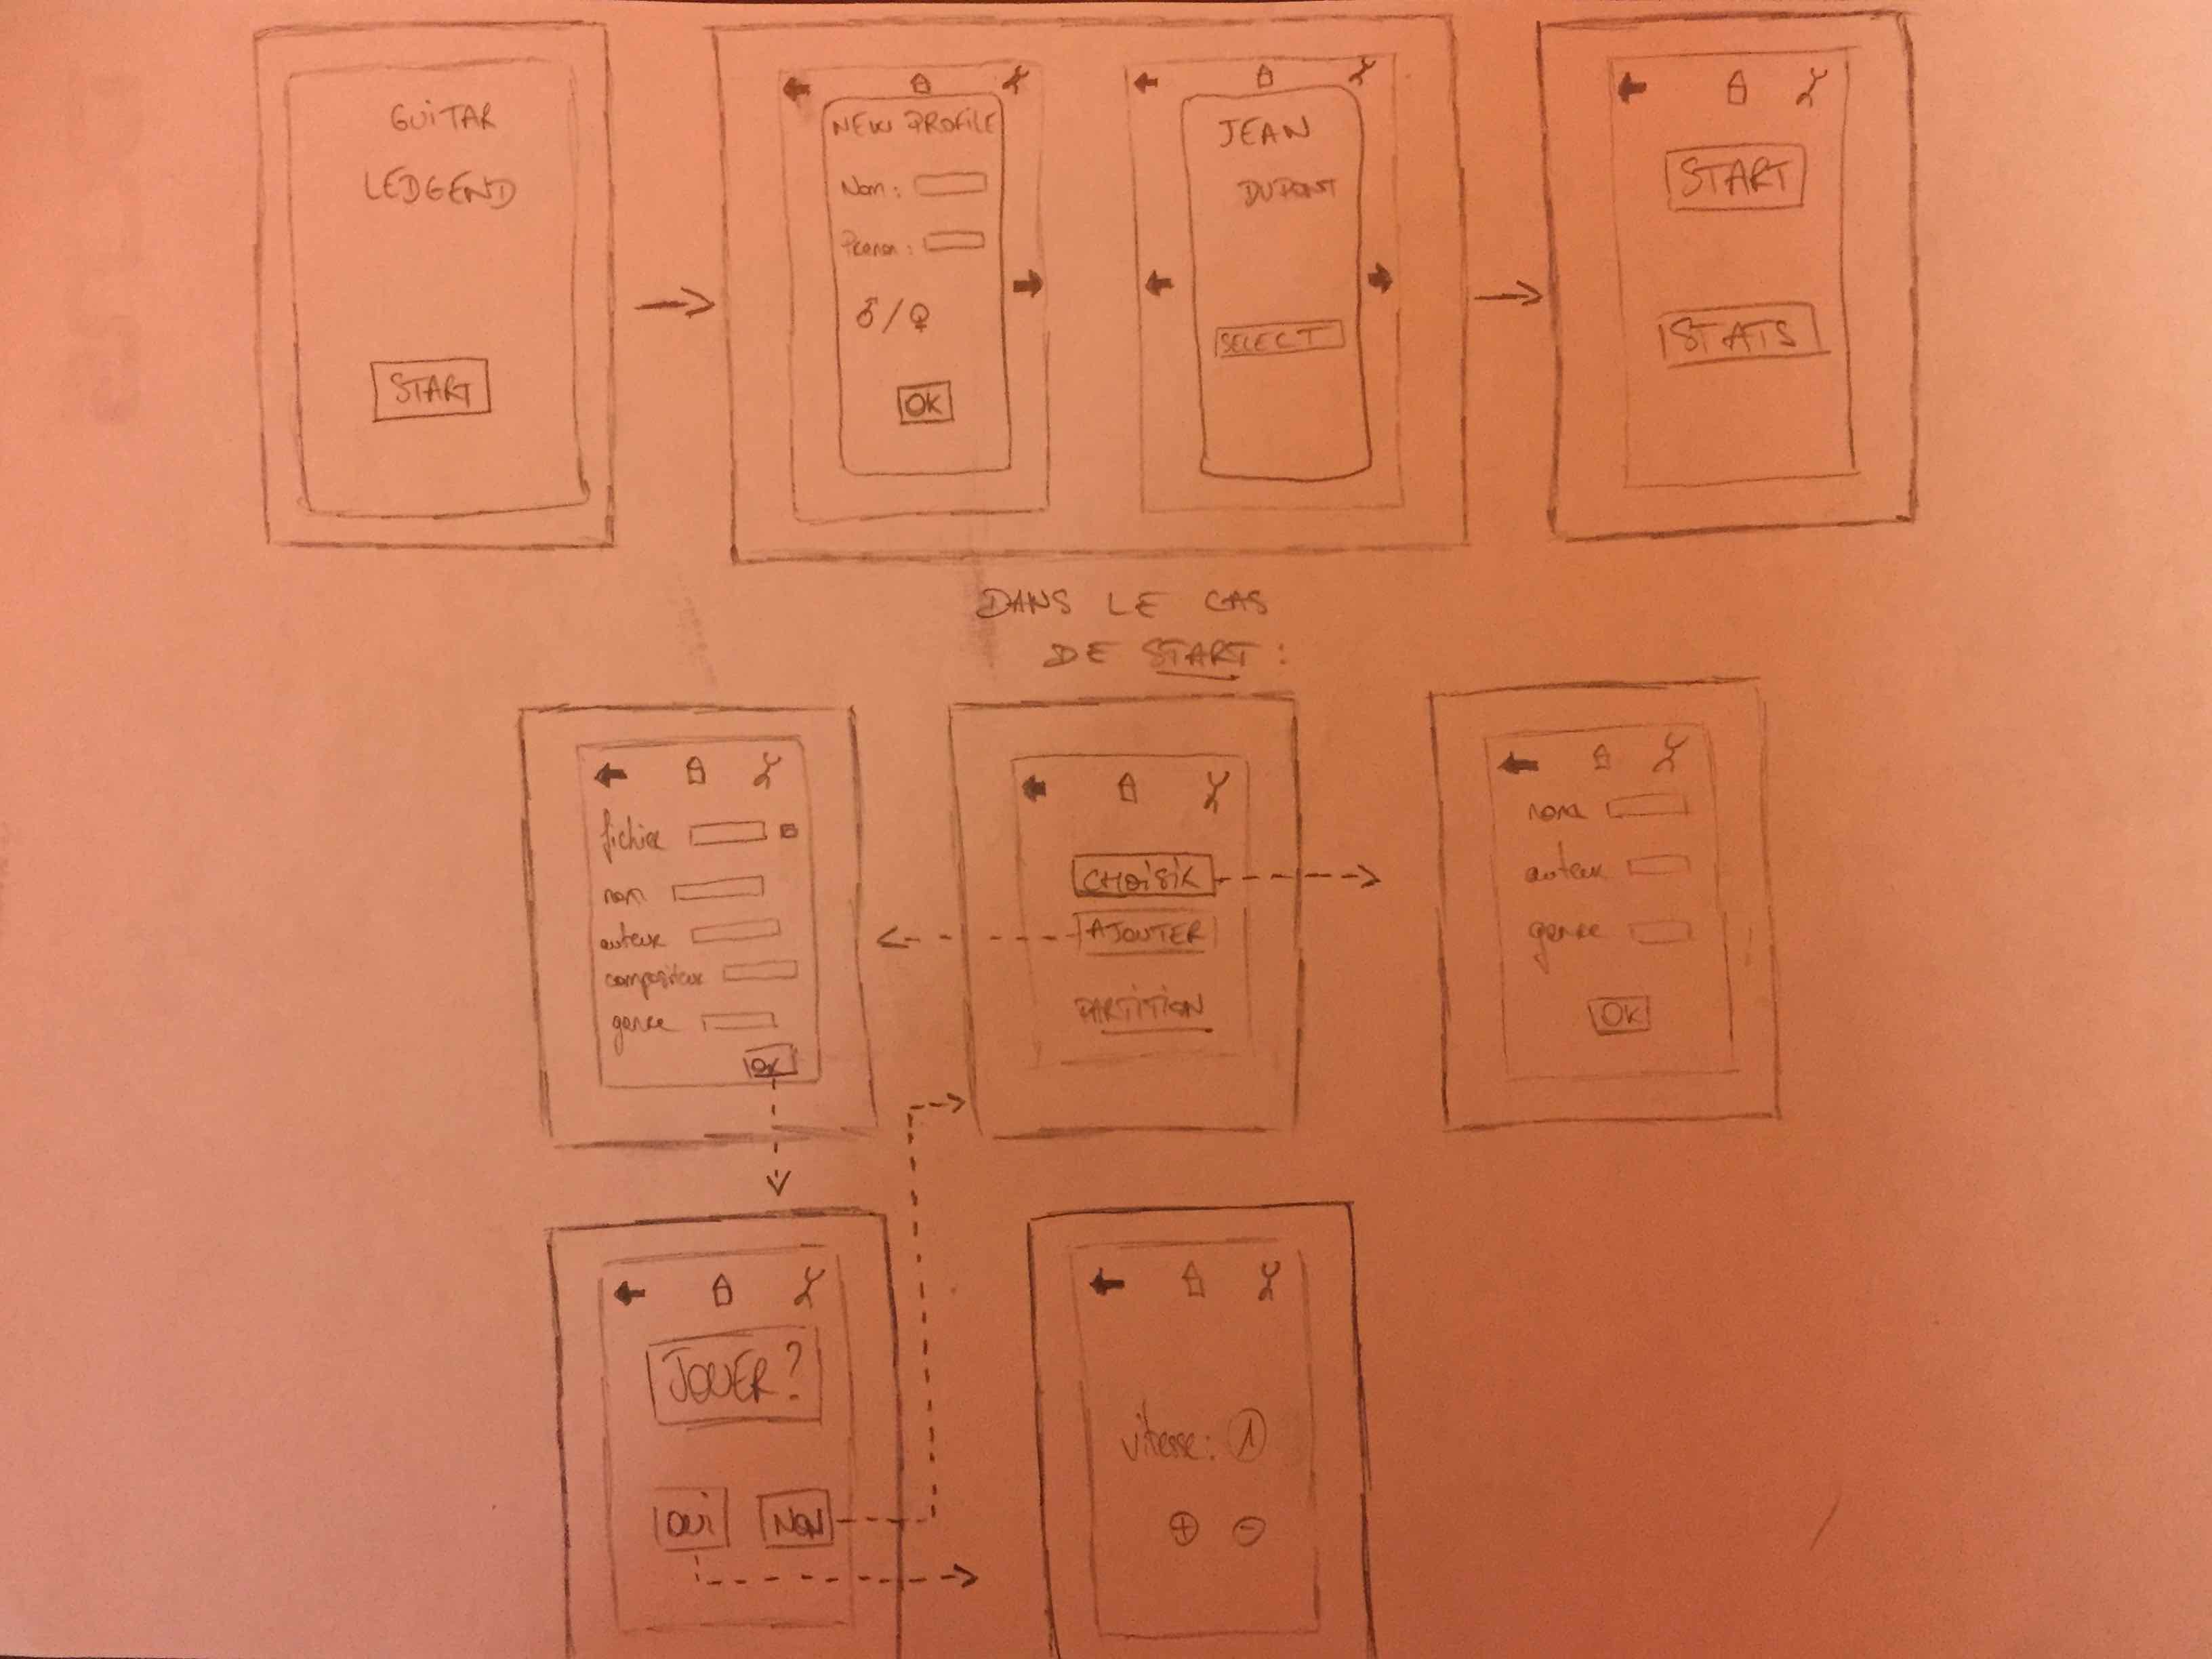 GUITAR
LEDGEND
START
NEW PROFILE
Nom :
Prenom :
♂ / ♀
OK
JEAN
DUPONT
SELECT
START
STATS
DANS LE CAS
DE START :
fichier
nom
auteur
compositeur
genre
OK
CHOISIR
AJOUTER
PARTITION
nom
auteur
genre
OK
JOUER ?
OUI NON
vitesse : 1
+ -